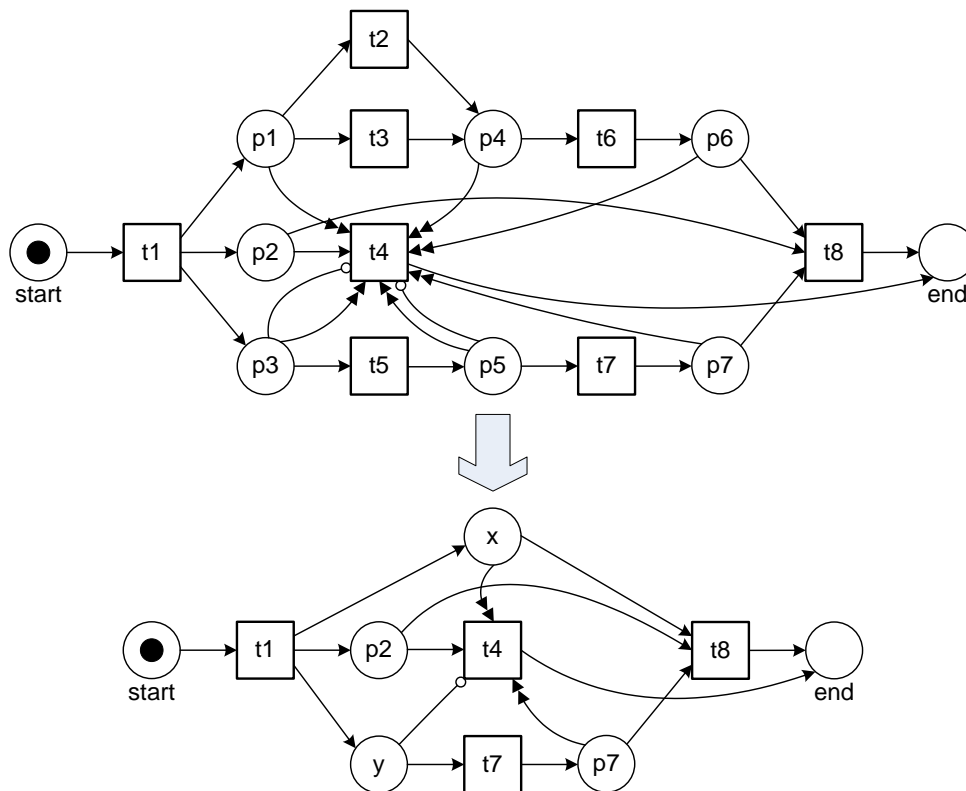 t2
p1 t3 p4 t6 p6
t1 p2 t4 t8
start end
p3 t5 p5 t7 p7
x
t1 p2 t4 t8
start end
y t7 p7